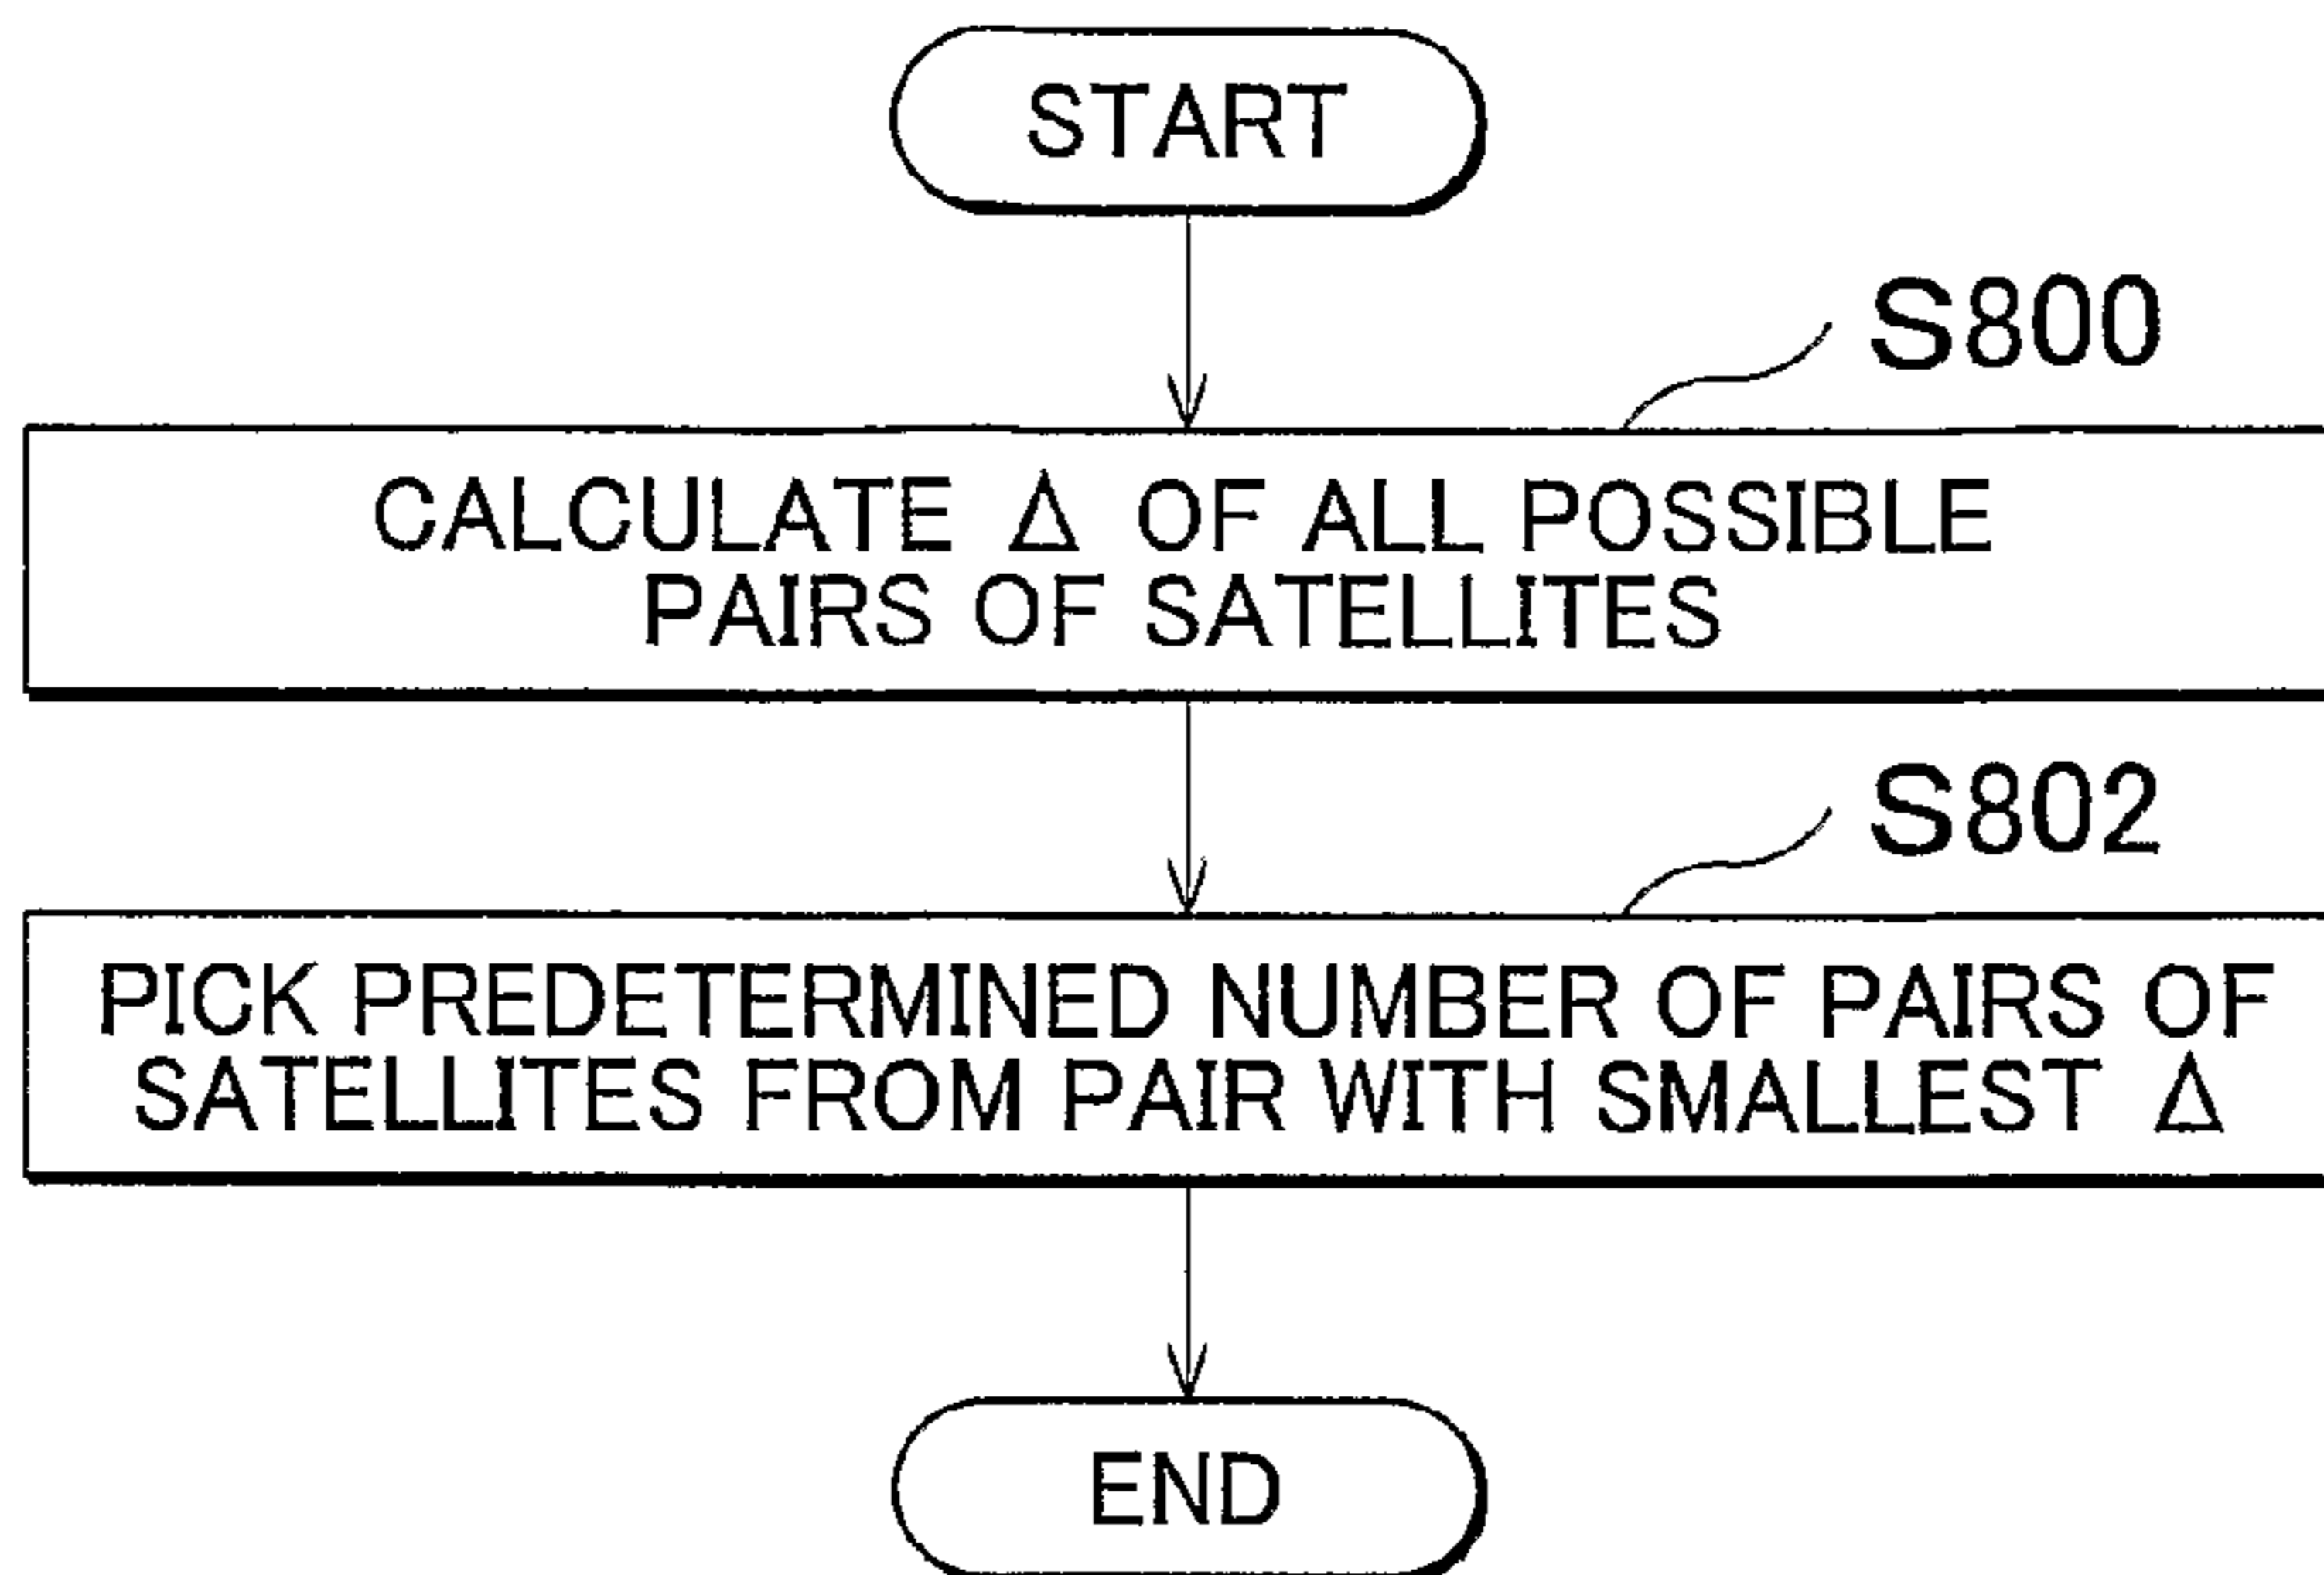 START
S800
CALCULATE Δ OF ALL POSSIBLE
PAIRS OF SATELLITES
S802
PICK PREDETERMINED NUMBER OF PAIRS OF
SATELLITES FROM PAIR WITH SMALLEST Δ
END